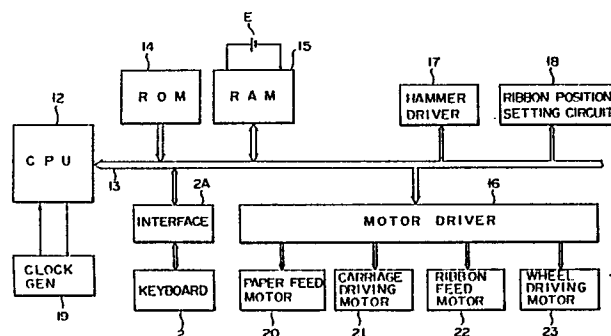 E
14
15
17
18
12
ROM
RAM
HAMMER
DRIVER
RIBBON POSITION
SETTING CIRCUIT
CPU
13
2A
16
INTERFACE
MOTOR DRIVER
CLOCK
GEN
KEYBOARD
PAPER FEED
MOTOR
CARRIAGE
DRIVING
MOTOR
RIBBON
FEED
MOTOR
WHEEL
DRIVING
MOTOR
19
2
20
21
22
23